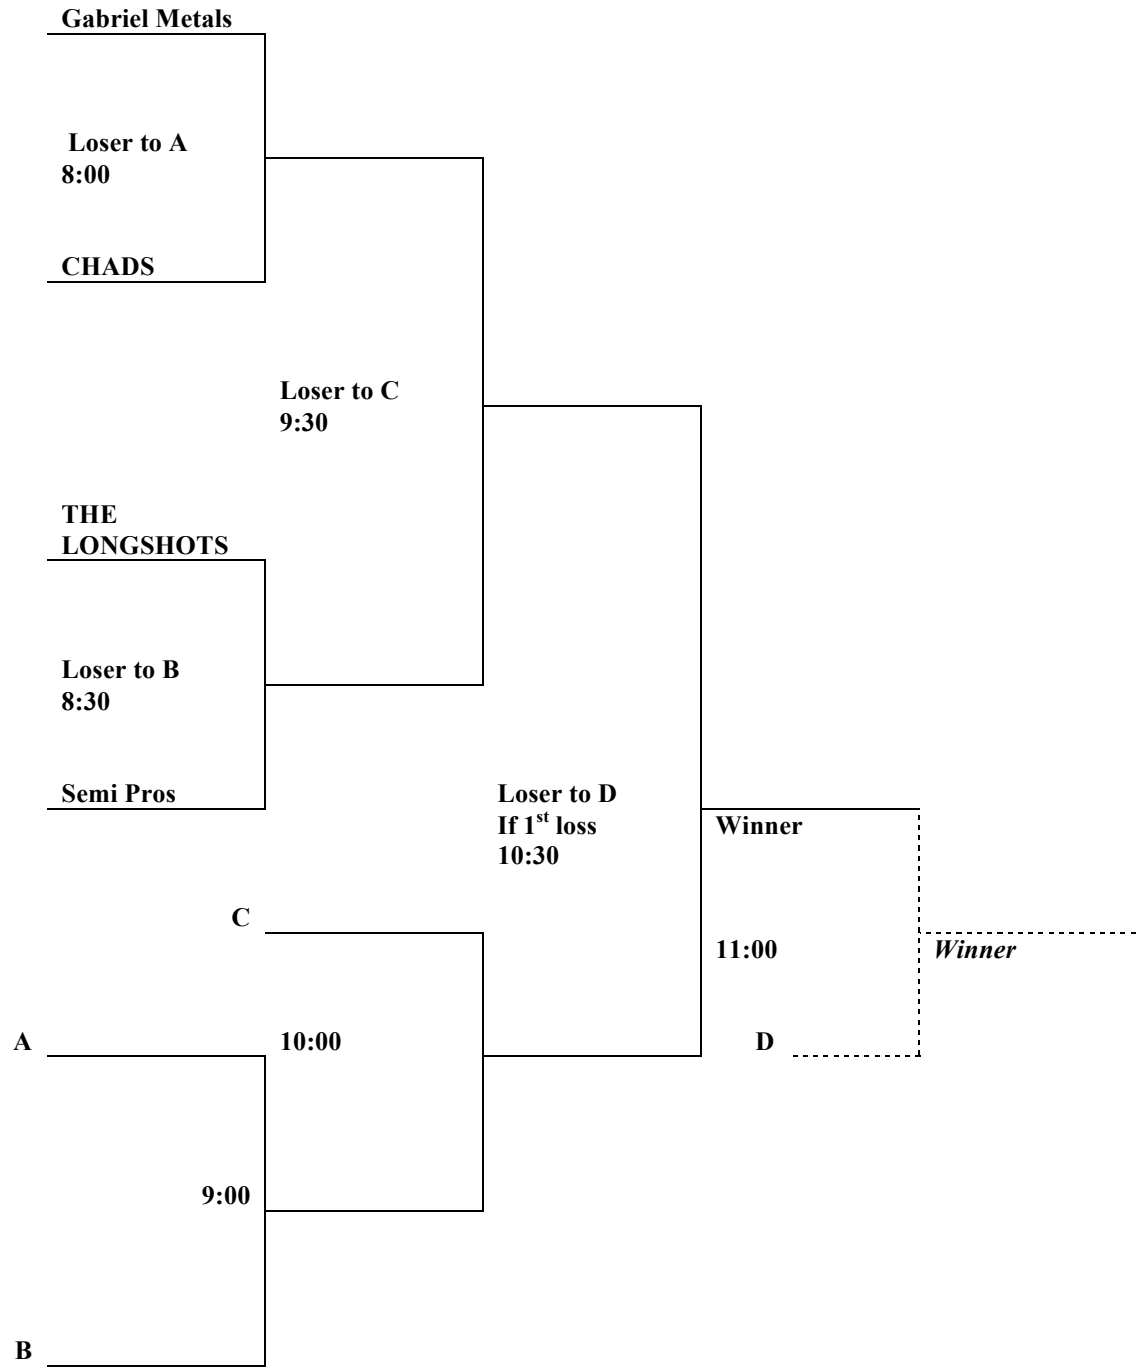 Gabriel Metals
Loser to A
8:00
CHADS
Loser to C
9:30
THE
LONGSHOTS
Loser to B
8:30
Semi Pros
Loser to D
If 1st loss
10:30
Winner
C
11:00
Winner
A
10:00
D
9:00
B